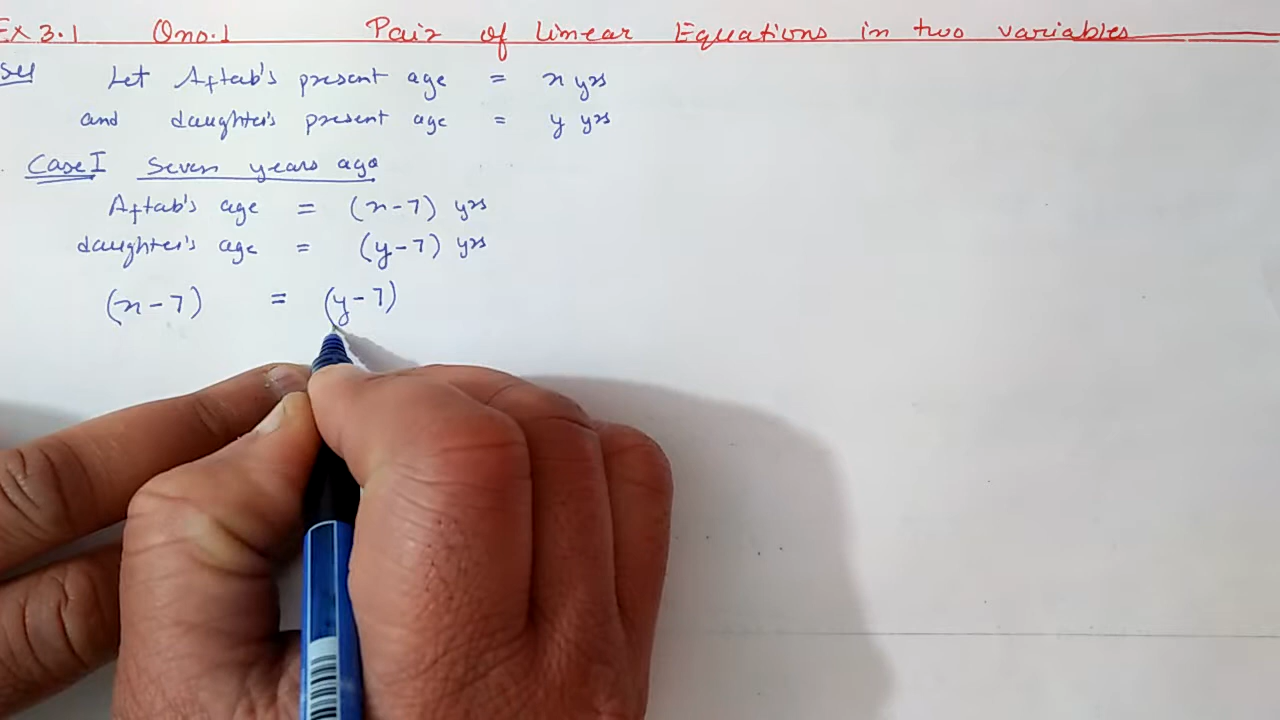 Ex 3.1 Qno.1 Pair of Linear Equations in two variables
Sol Let Aftab's present age = x yrs
and daughter's present age = y yrs
Case I Seven years ago
Aftab's age = (x-7) yrs
daughter's age = (y-7) yrs
(x-7) = (y-7)